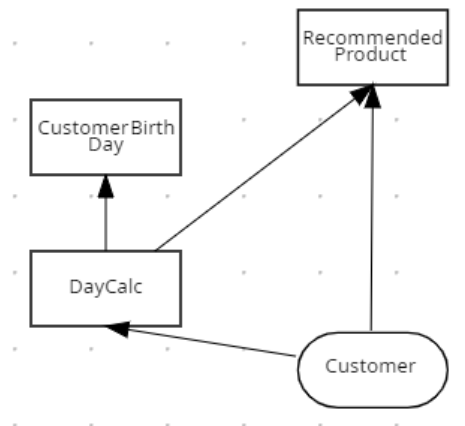 Recommended
Product
CustomerBirth
Day
DayCalc
Customer